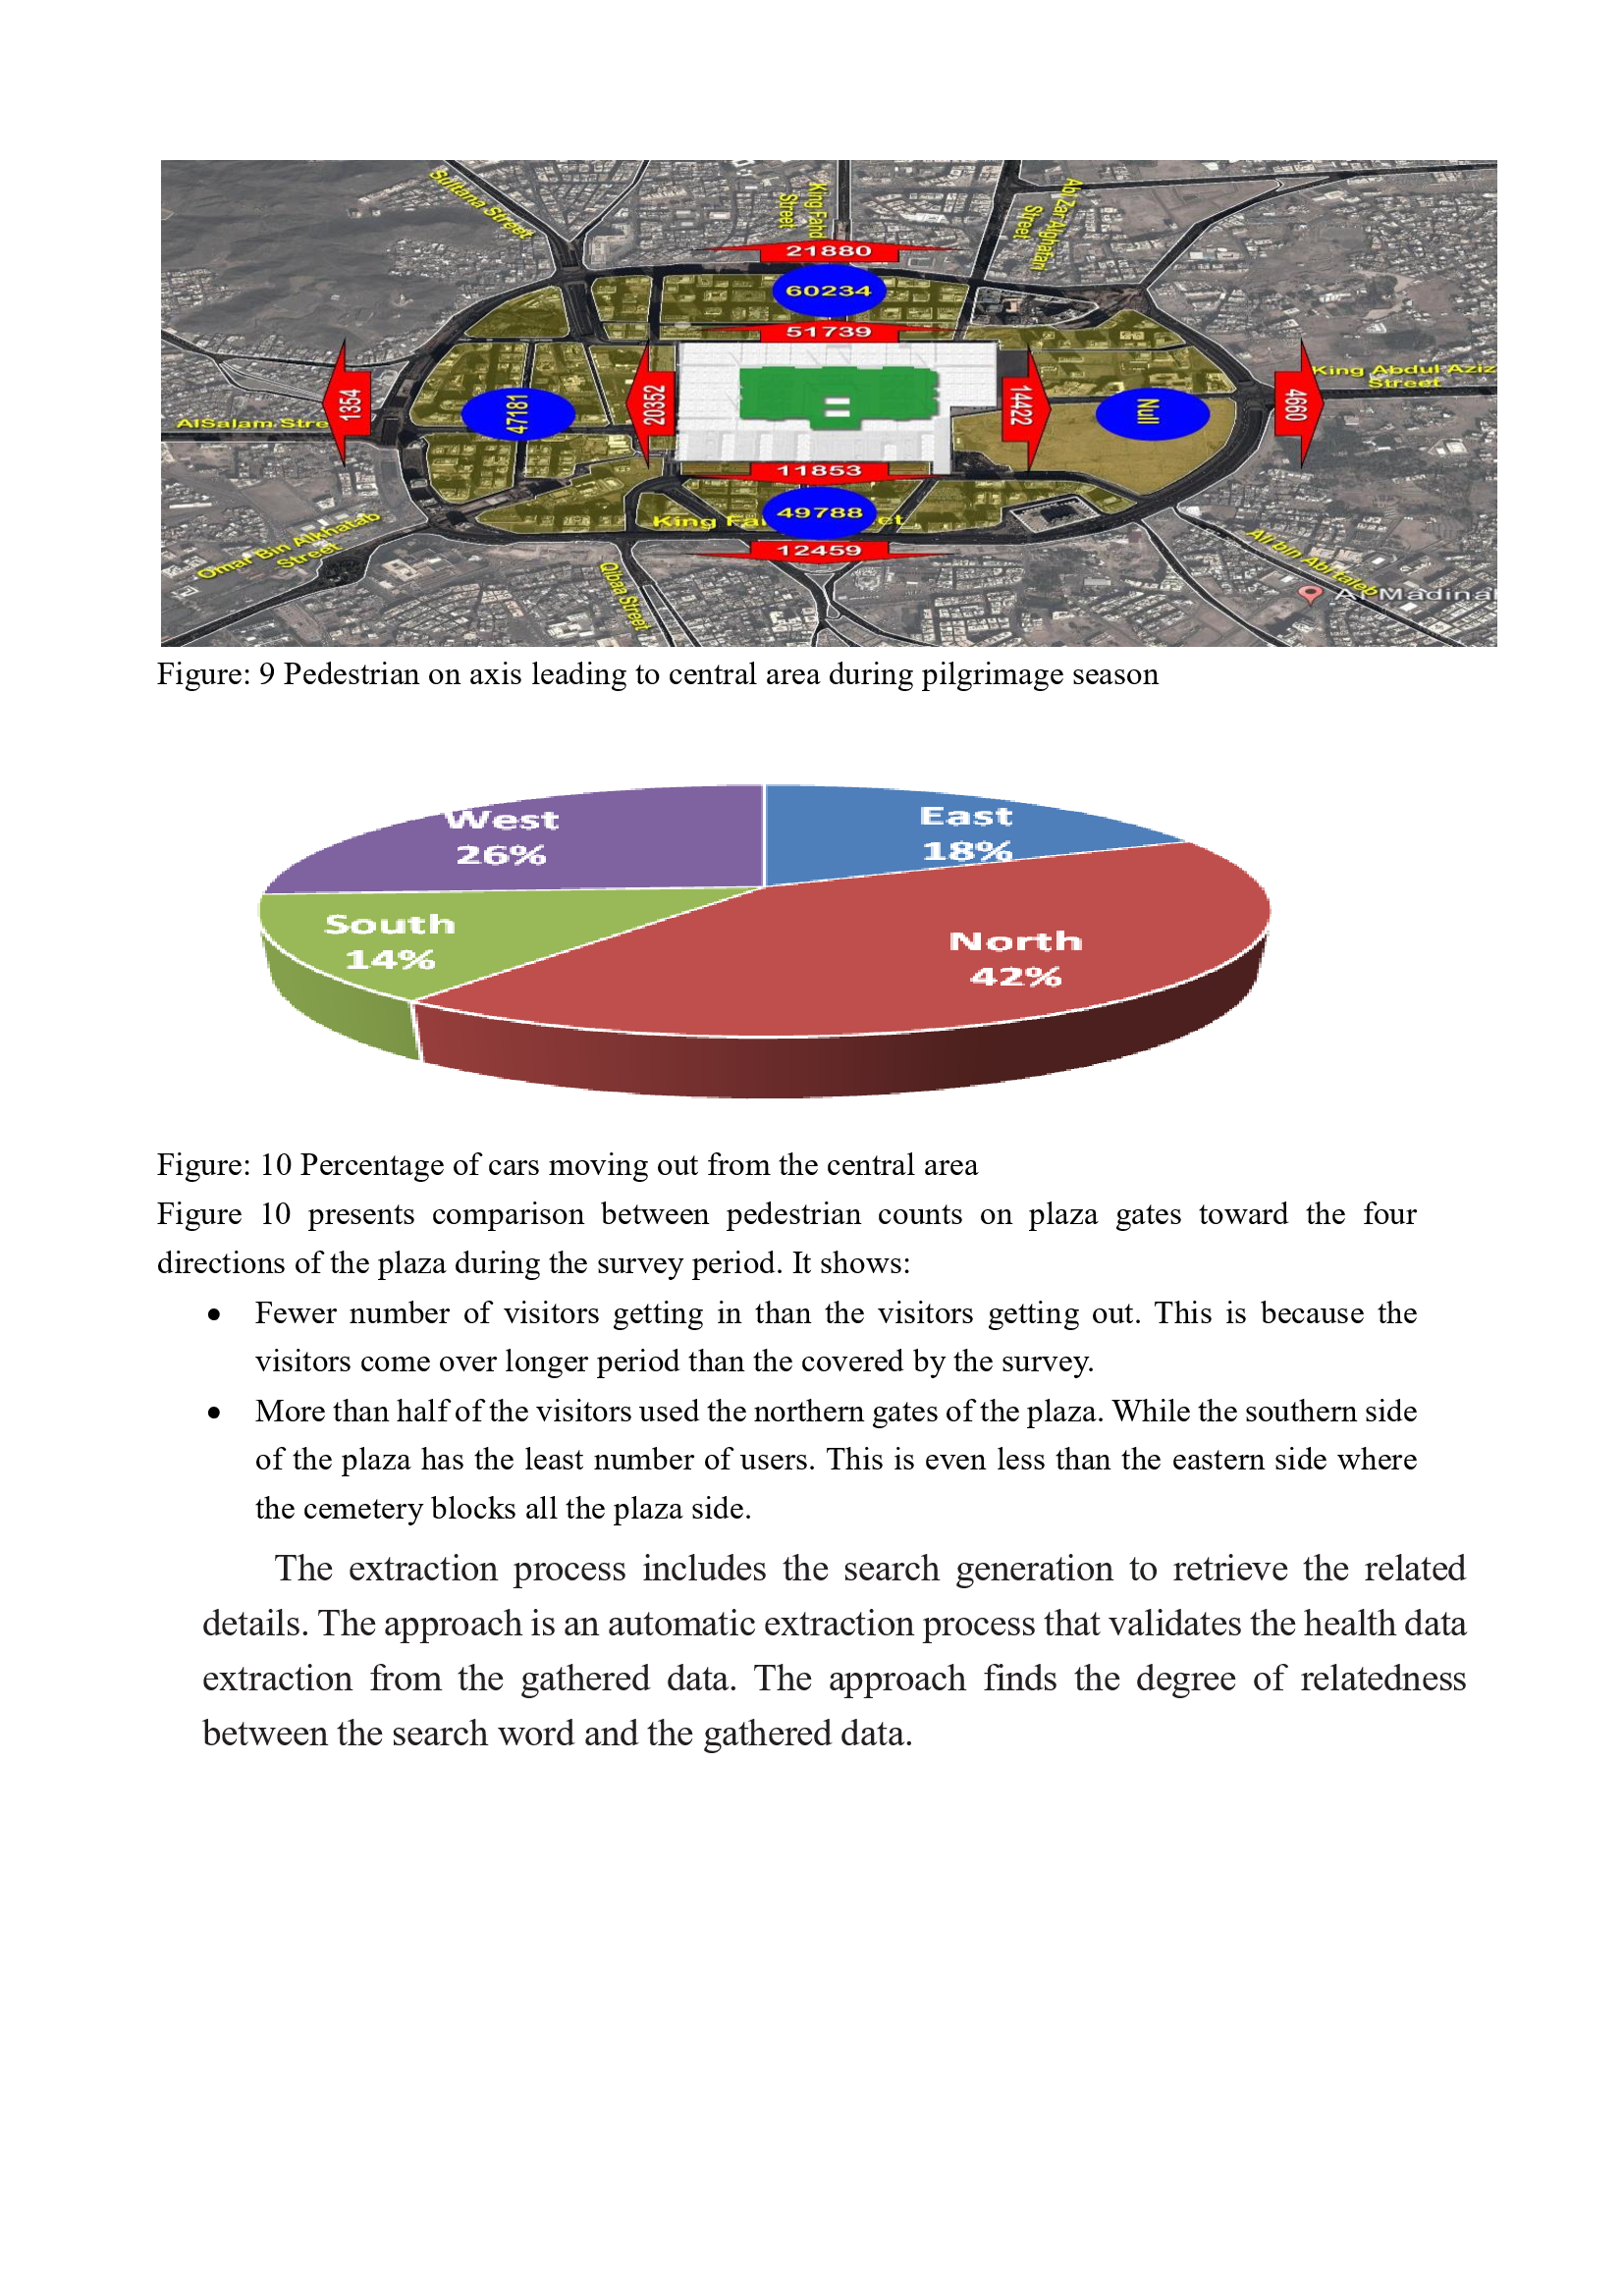 Sultana Street
King Fahd
Street
Abi Zar Alghafari
Street
21880
60234
51739
1354
47181
20352
14422
Null
4660
King Abdul Aziz
Street
AlSalam Stre
11853
49788
King Fa et
12459
Omar Bin Alkhatab
Street
Qibaa Street
Ali bin Abi taleb
Al Madinah
Figure: 9 Pedestrian on axis leading to central area during pilgrimage season
West
26%
East
18%
South
14%
North
42%
Figure: 10 Percentage of cars moving out from the central area
Figure 10 presents comparison between pedestrian counts on plaza gates toward the four
directions of the plaza during the survey period. It shows:
• Fewer number of visitors getting in than the visitors getting out. This is because the
visitors come over longer period than the covered by the survey.
• More than half of the visitors used the northern gates of the plaza. While the southern side
of the plaza has the least number of users. This is even less than the eastern side where
the cemetery blocks all the plaza side.
The extraction process includes the search generation to retrieve the related
details. The approach is an automatic extraction process that validates the health data
extraction from the gathered data. The approach finds the degree of relatedness
between the search word and the gathered data.